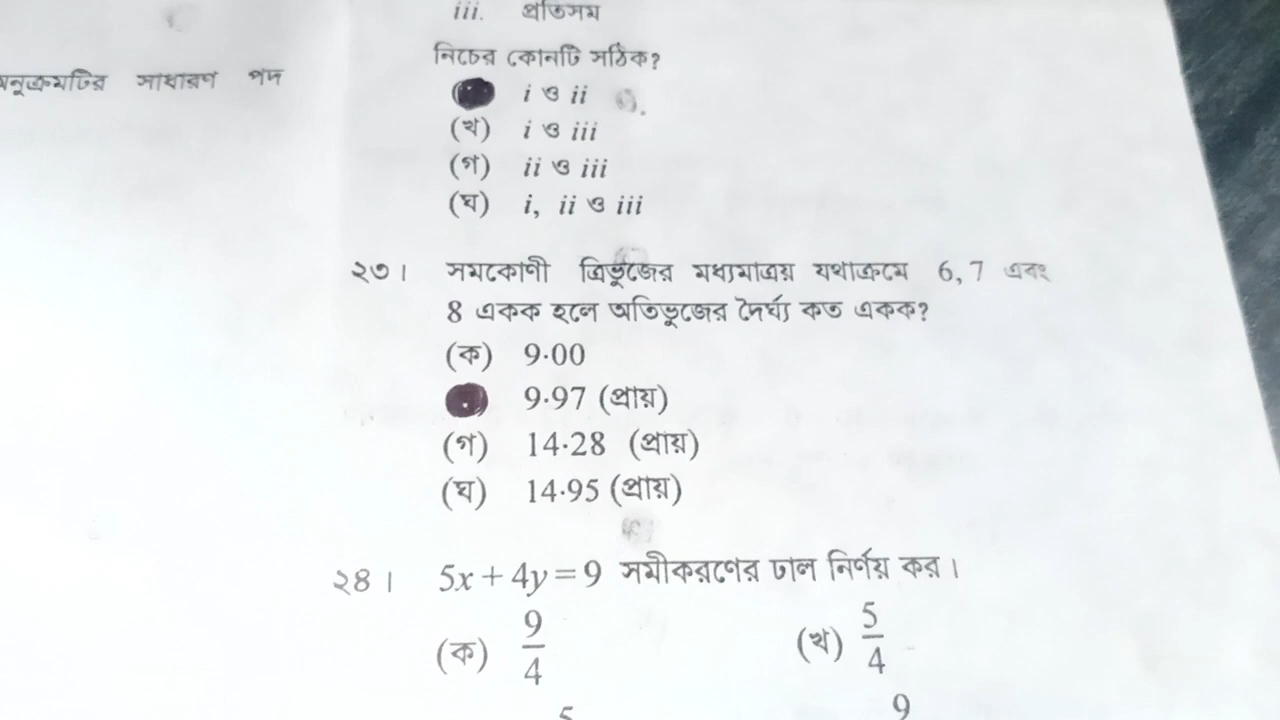 অনুক্রমটির সাধারণ পদ
iii. প্রতিসম
নিচের কোনটি সঠিক?
i ও ii
(খ) i ও iii
(গ) ii ও iii
(ঘ) i, ii ও iii
২৩। সমকোণী ত্রিভুজের মধ্যমাত্রয় যথাক্রমে 6, 7 এবং
8 একক হলে অতিভুজের দৈর্ঘ্য কত একক?
(ক) 9·00
9·97 (প্রায়)
(গ) 14·28 (প্রায়)
(ঘ) 14·95 (প্রায়)
২৪। 5x + 4y = 9 সমীকরণের ঢাল নির্ণয় কর।
(ক) 9/4 (খ) 5/4
5 9